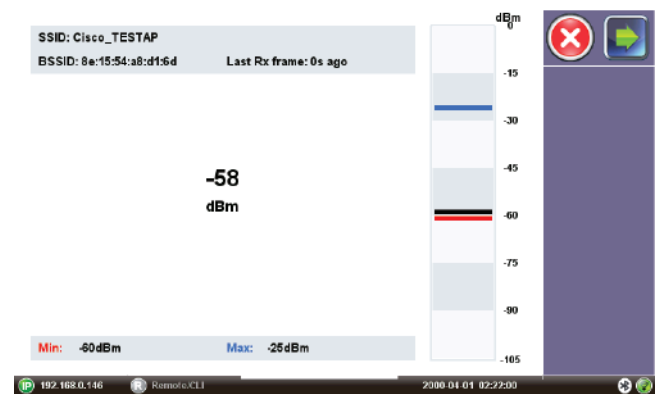 SSID: Cisco_TESTAP
BSSID: 8e:15:54:a8:d1:6d Last Rx frame: 0s ago
-58
dBm
Min: -60dBm Max: -25dBm
dBm
0
-15
-30
-45
-60
-75
-90
-105
IP 192.168.0.146 R Remote/CLI 2000-04-01 02:22:00